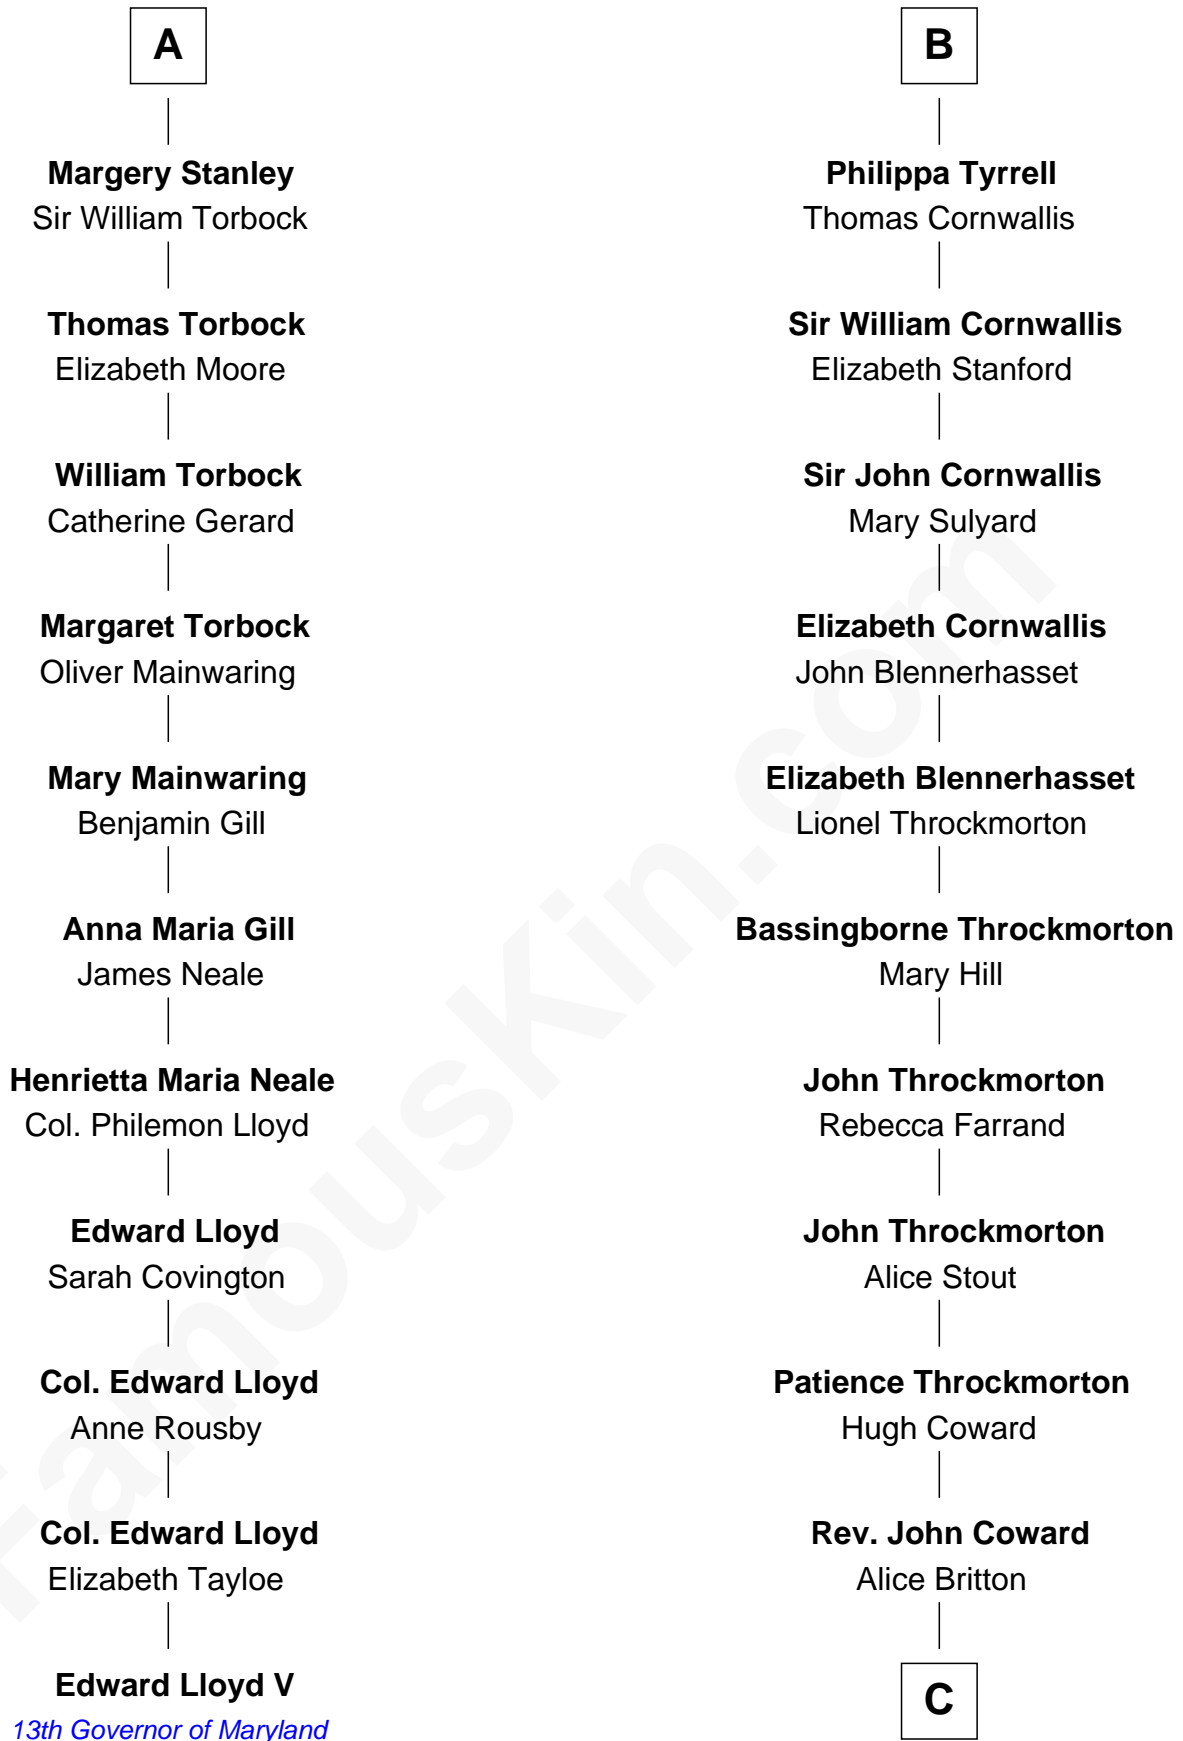 A
Margery Stanley
Sir William Torbock
Thomas Torbock
Elizabeth Moore
William Torbock
Catherine Gerard
Margaret Torbock
Oliver Mainwaring
Mary Mainwaring
Benjamin Gill
Anna Maria Gill
James Neale
Henrietta Maria Neale
Col. Philemon Lloyd
Edward Lloyd
Sarah Covington
Col. Edward Lloyd
Anne Rousby
Col. Edward Lloyd
Elizabeth Tayloe
Edward Lloyd V
13th Governor of Maryland
B
Philippa Tyrrell
Thomas Cornwallis
Sir William Cornwallis
Elizabeth Stanford
Sir John Cornwallis
Mary Sulyard
Elizabeth Cornwallis
John Blennerhasset
Elizabeth Blennerhasset
Lionel Throckmorton
Bassingborne Throckmorton
Mary Hill
John Throckmorton
Rebecca Farrand
John Throckmorton
Alice Stout
Patience Throckmorton
Hugh Coward
Rev. John Coward
Alice Britton
C
FamousKin.com